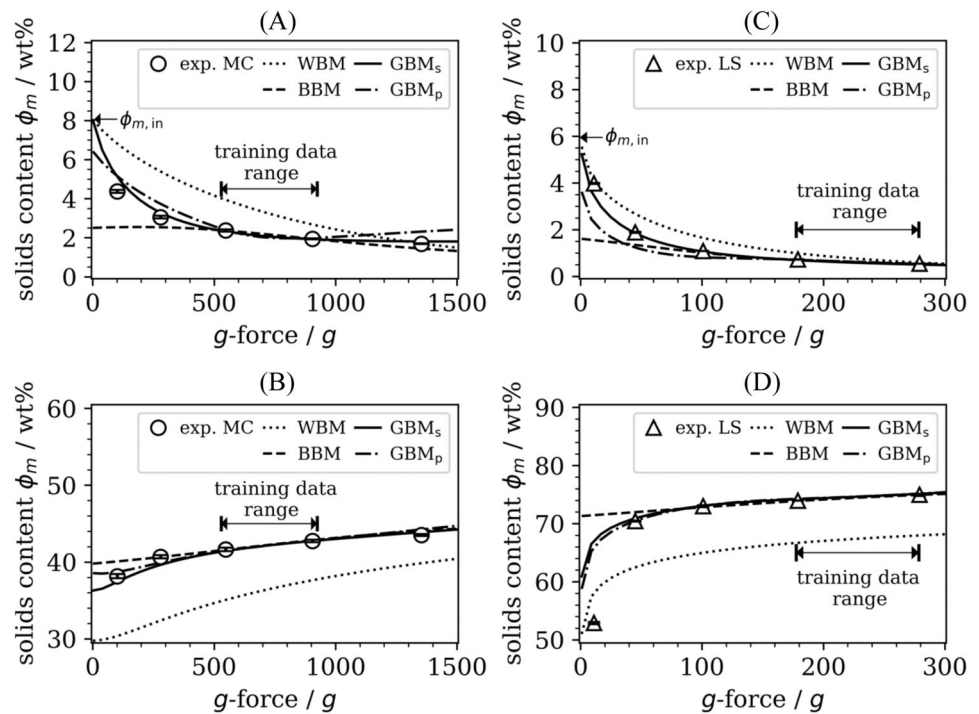 (A)
solids content ϕm / wt%
12
10
8
6
4
2
0
exp. MC
WBM
GBMs
BBM
GBMp
ϕm, in
training data
range
0
500
1000
1500
g-force / g
(C)
solids content ϕm / wt%
10
8
6
4
2
0
exp. LS
WBM
GBMs
BBM
GBMp
ϕm, in
training data
range
0
100
200
300
g-force / g
(B)
solids content ϕm / wt%
60
50
40
30
exp. MC
WBM
GBMs
BBM
GBMp
training data
range
0
500
1000
1500
g-force / g
(D)
solids content ϕm / wt%
90
80
70
60
50
exp. LS
WBM
GBMs
BBM
GBMp
training data
range
0
100
200
300
g-force / g